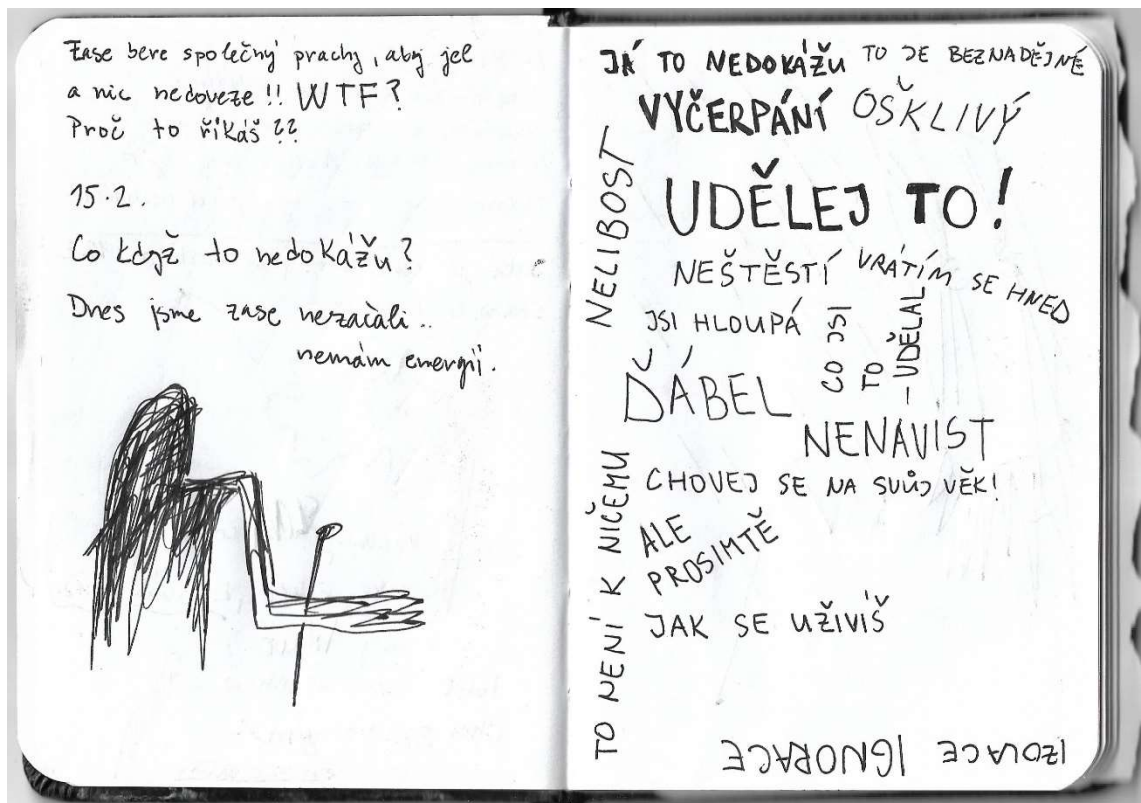 Zase bere společný prachy, aby jel
a nic nedoveze!! WTF?
Proč to říkáš??
15.2.
Co když to nedokážu?
Dnes jsme zase nezačali..
nemám energii.
JÁ TO NEDOKÁŽU
TO JE BEZNADĚJNÉ
VYČERPÁNÍ
OŠKLIVÝ
NELIBOST
UDĚLEJ TO!
NEŠTĚSTÍ
VRÁTÍM SE HNED
JSI HLOUPÁ
CO JSI
TO
UDĚLAL
ĎÁBEL
NENÁVIST
CHOVEJ SE NA SVŮJ VĚK!
TO NENÍ K NIČEMU
ALE
PROSIMTĚ
JAK SE UŽIVÍŠ
IGNORACE
IZOLACE